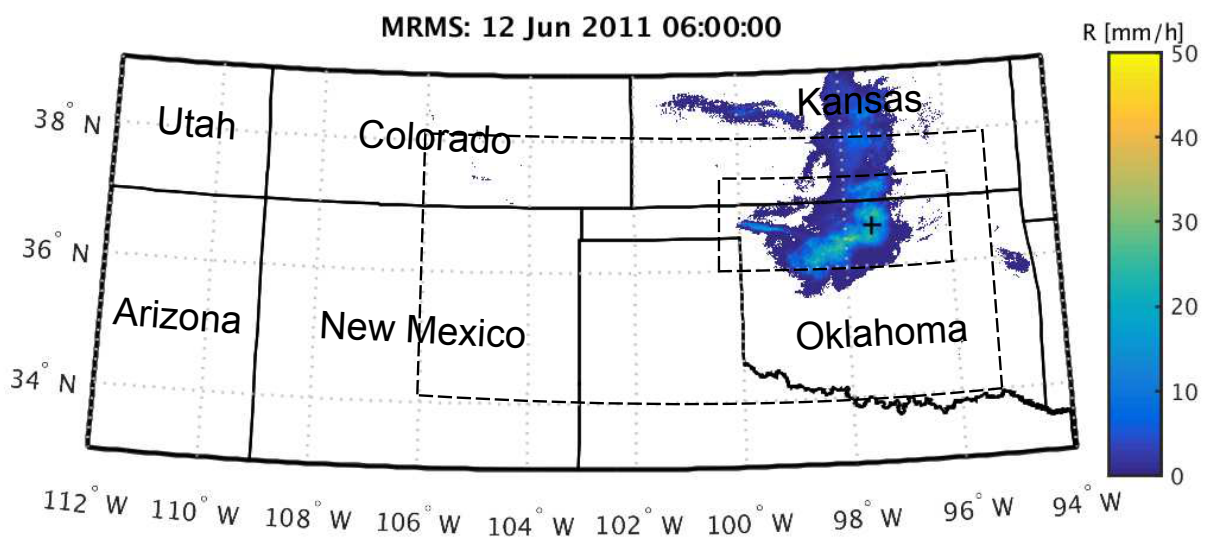 MRMS: 12 Jun 2011 06:00:00
R [mm/h]
50
40
30
20
10
0
38° N
36° N
34° N
Utah
Colorado
Kansas
Arizona
New Mexico
Oklahoma
112° W
110° W
108° W
106° W
104° W
102° W
100° W
98° W
96° W
94° W